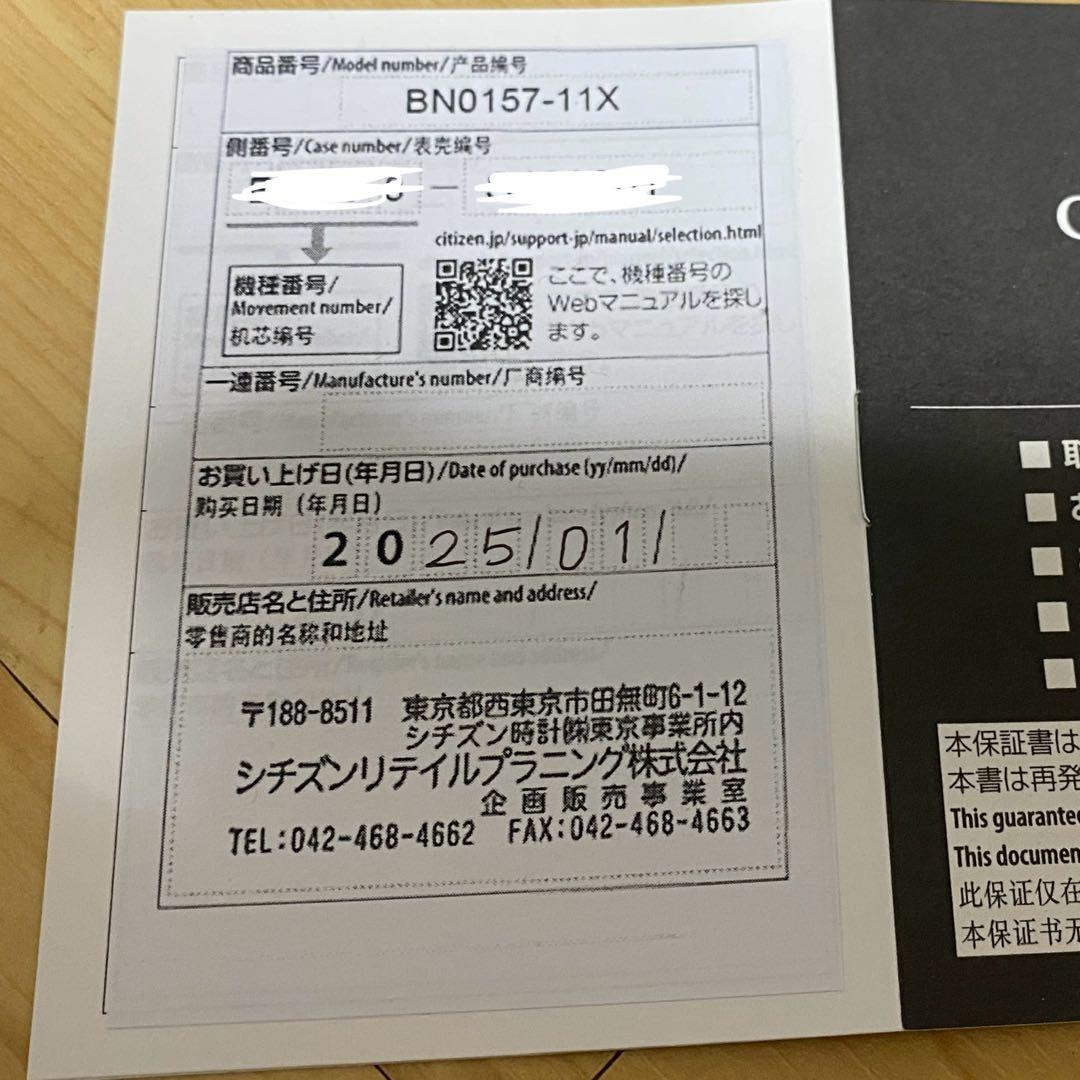 商品番号/Model number/产品编号
BN0157-11X
側番号/Case number/表壳编号
citizen.jp/support-jp/manual/selection.html
機種番号/
Movement number/
机芯编号
ここで、機種番号の
Webマニュアルを探し
ます。
一連番号/Manufacture's number/厂商编号
お買い上げ日(年月日)/Date of purchase (yy/mm/dd)/
购买日期 (年月日)
2025/01/
販売店名と住所/Retailer's name and address/
零售商的名称和地址
〒188-8511 東京都西東京市田無町6-1-12
シチズン時計㈱東京事業所内
シチズンリテイルプラニング株式会社
企画販売事業室
TEL:042-468-4662 FAX:042-468-4663
本保証書は
本書は再発
This guarantee
This documen
此保证仅在
本保证书无